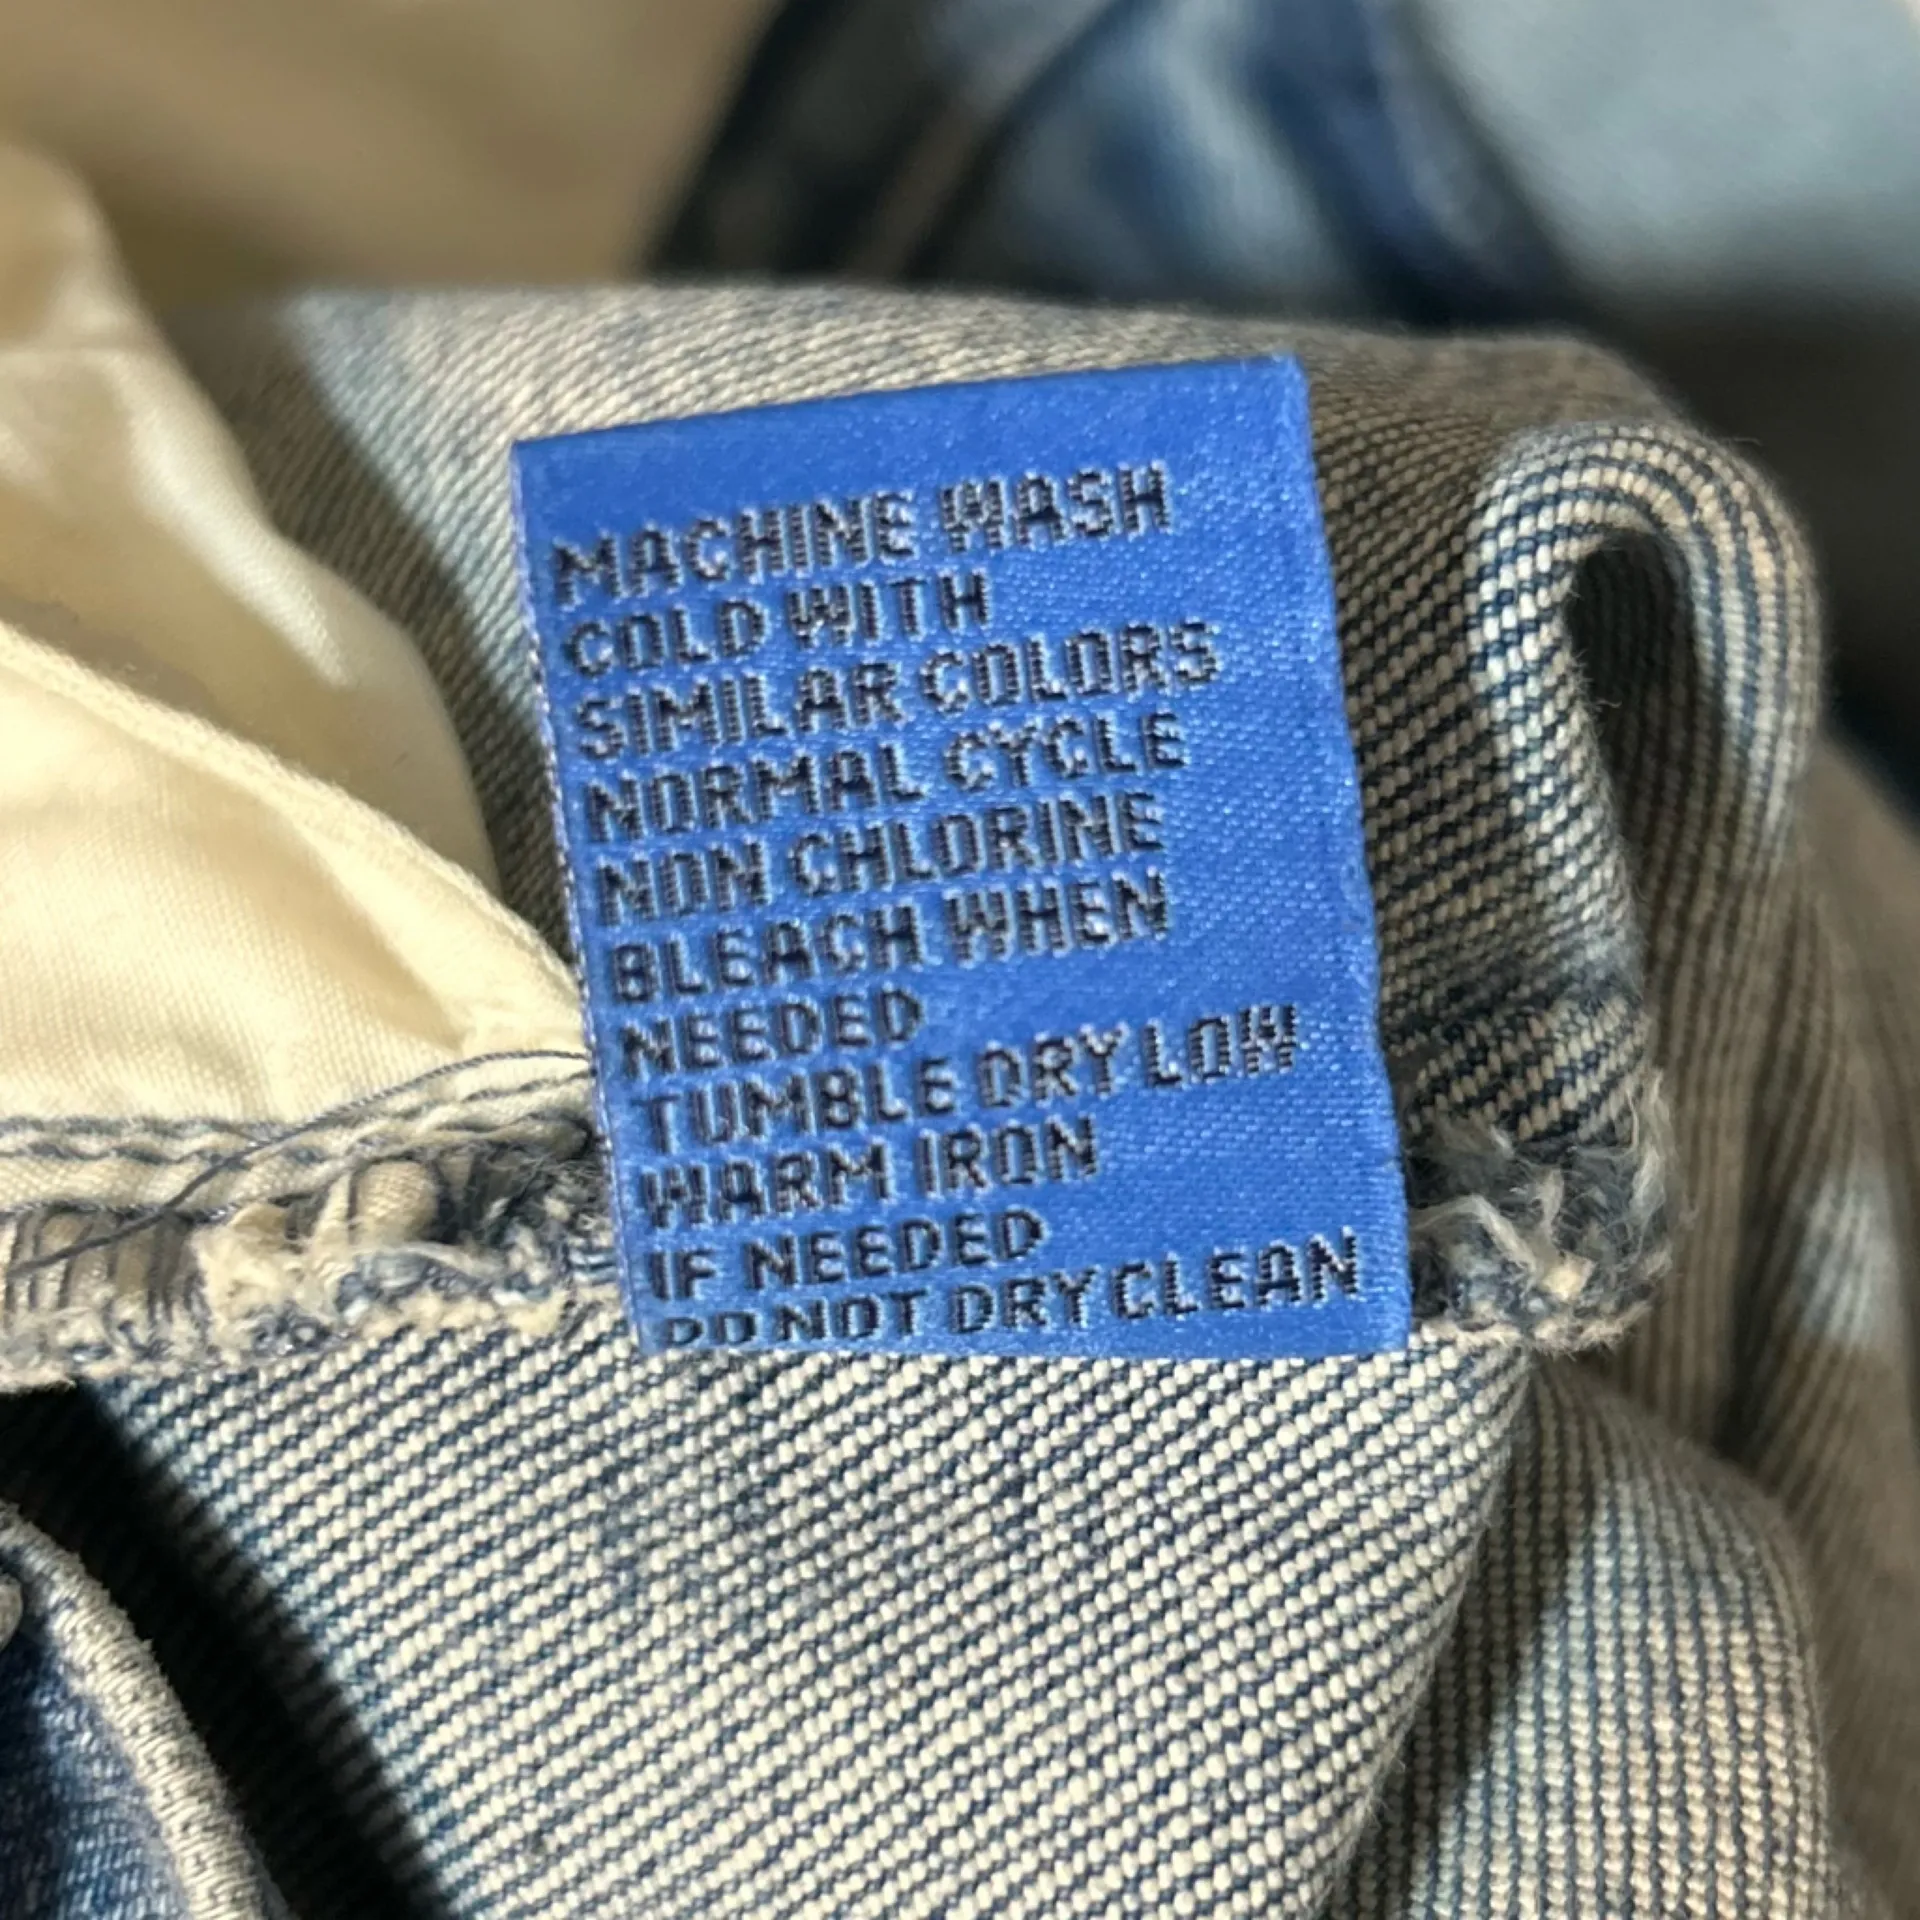 MACHINE WASH
COLD WITH
SIMILAR COLORS
NORMAL CYCLE
NON CHLORINE
BLEACH WHEN
NEEDED
TUMBLE DRY LOW
WARM IRON
IF NEEDED
DO NOT DRY CLEAN